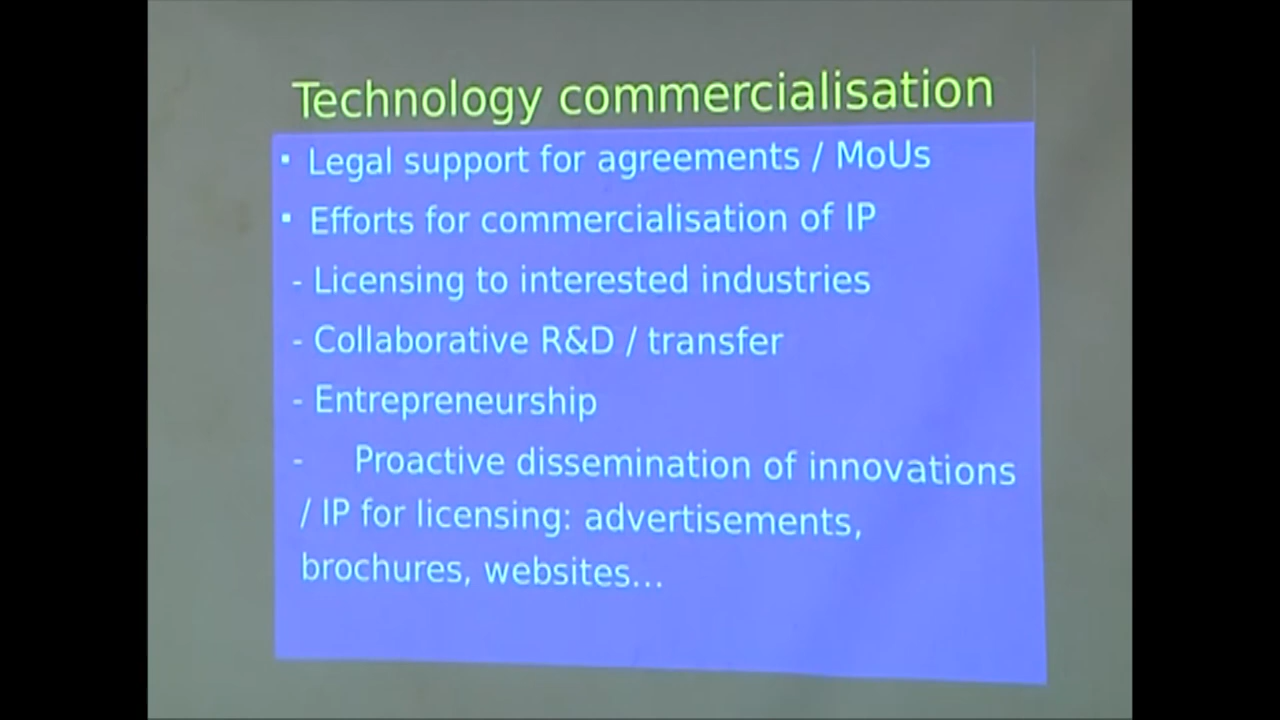 Technology commercialisation
▪ Legal support for agreements / MoUs
▪ Efforts for commercialisation of IP
- Licensing to interested industries
- Collaborative R&D / transfer
- Entrepreneurship
- Proactive dissemination of innovations
/ IP for licensing: advertisements,
brochures, websites...